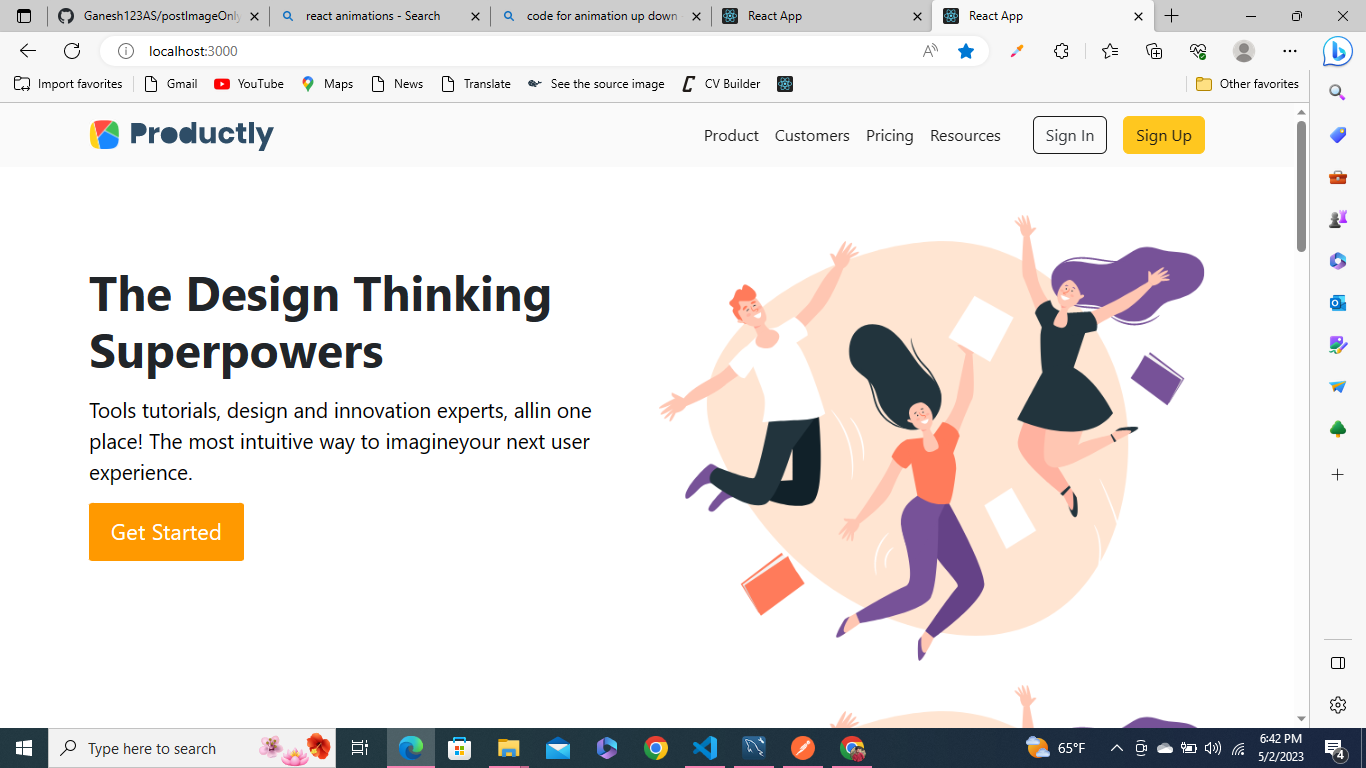 Ganesh123AS/postImageOnly
react animations - Search
code for animation up down
React App
React App
localhost:3000
Import favorites
Gmail
YouTube
Maps
News
Translate
See the source image
CV Builder
Other favorites
Productly
Product
Customers
Pricing
Resources
Sign In
Sign Up
The Design Thinking
Superpowers
Tools tutorials, design and innovation experts, allin one
place! The most intuitive way to imagineyour next user
experience.
Get Started
Type here to search
65°F
6:42 PM
5/2/2023
4